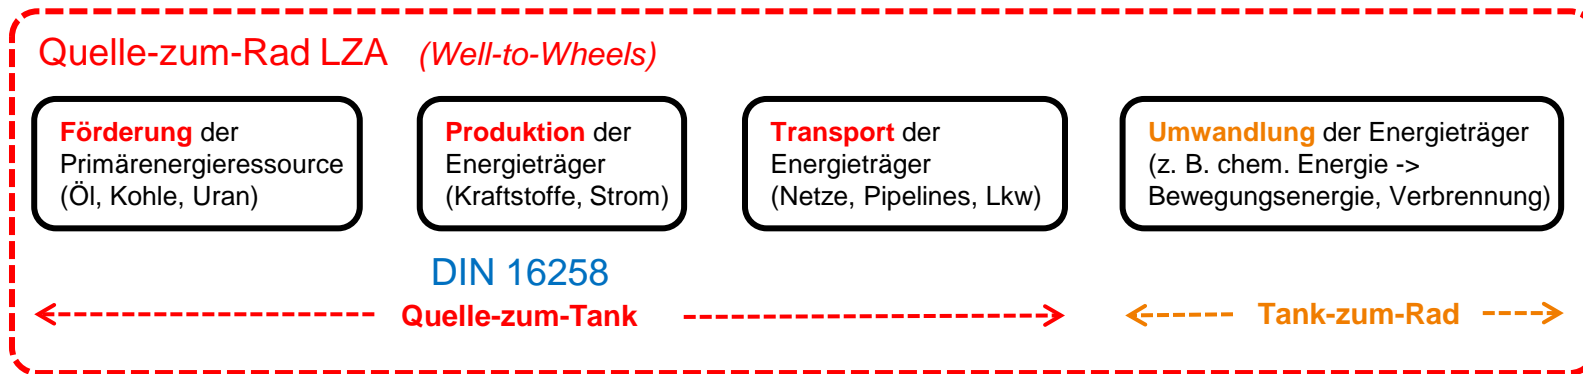 Quelle-zum-Rad LZA (Well-to-Wheels)
Förderung der
Primärenergieressource
(Öl, Kohle, Uran)
Produktion der
Energieträger
(Kraftstoffe, Strom)
Transport der
Energieträger
(Netze, Pipelines, Lkw)
Umwandlung der Energieträger
(z. B. chem. Energie ->
Bewegungsenergie, Verbrennung)
DIN 16258
Quelle-zum-Tank
Tank-zum-Rad